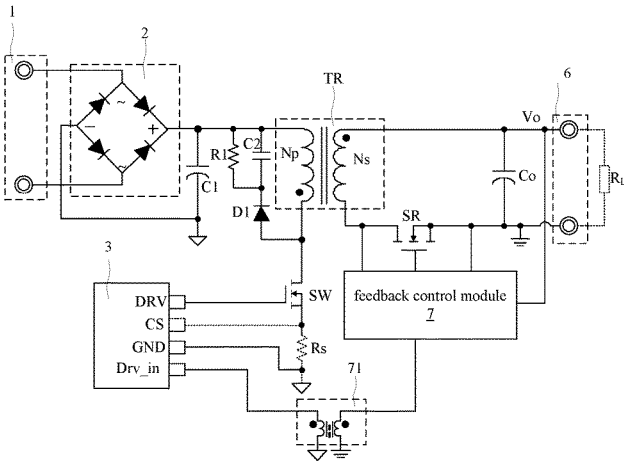 1
2
TR
6
Vo
~
−
+
~
R1
C2
C1
Np
Ns
Co
RL
D1
SR
3
DRV
CS
GND
Drv_in
SW
Rs
feedback control module
7
71